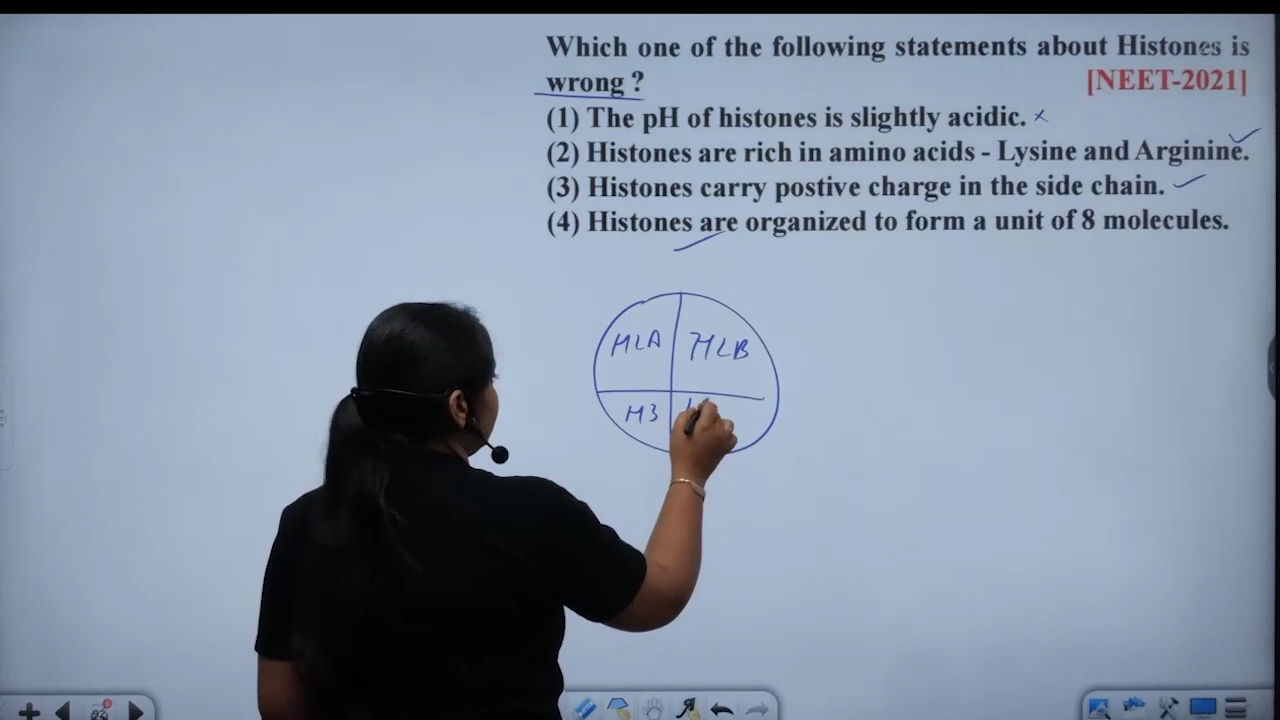 Which one of the following statements about Histones is
wrong ? [NEET-2021]
(1) The pH of histones is slightly acidic.
(2) Histones are rich in amino acids - Lysine and Arginine.
(3) Histones carry postive charge in the side chain.
(4) Histones are organized to form a unit of 8 molecules.
H2A H2B
H3